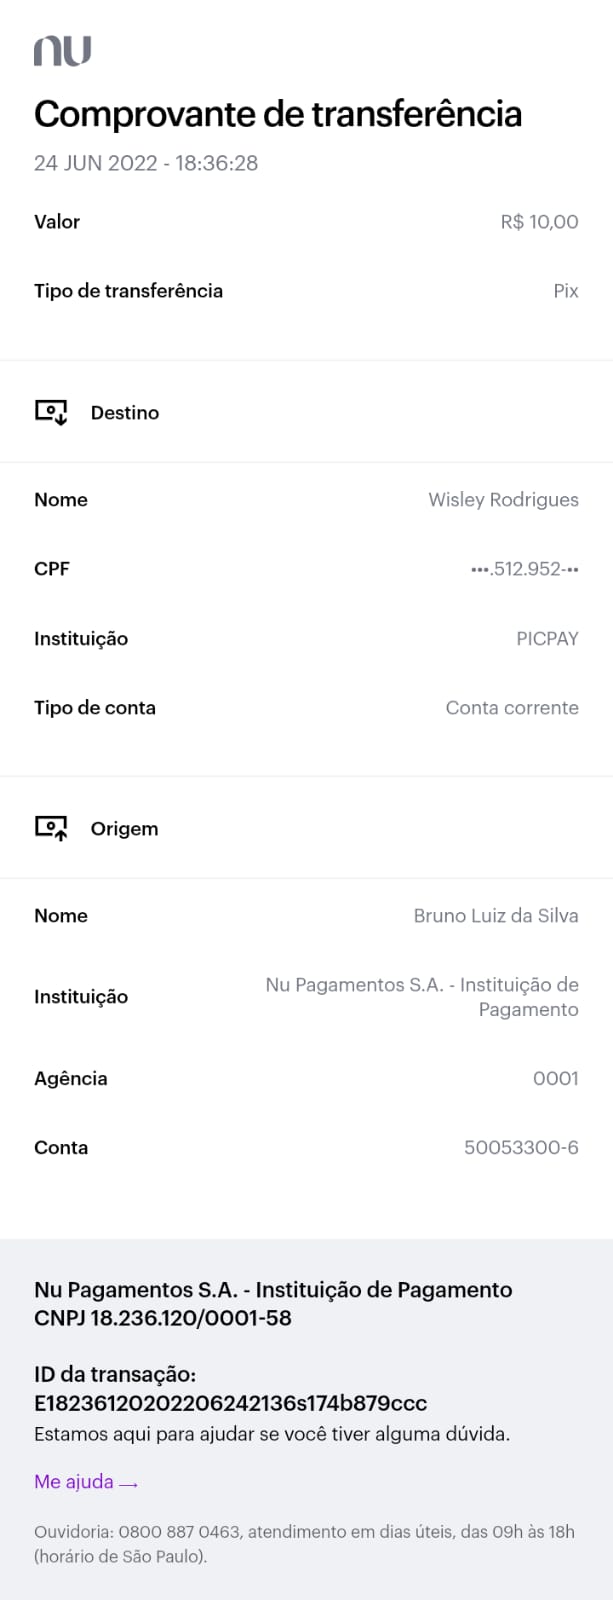 nu
Comprovante de transferência
24 JUN 2022 - 18:36:28
Valor R$ 10,00
Tipo de transferência Pix
Destino
Nome Wisley Rodrigues
CPF •••.512.952-••
Instituição PICPAY
Tipo de conta Conta corrente
Origem
Nome Bruno Luiz da Silva
Instituição Nu Pagamentos S.A. - Instituição de
Pagamento
Agência 0001
Conta 50053300-6
Nu Pagamentos S.A. - Instituição de Pagamento
CNPJ 18.236.120/0001-58
ID da transação:
E18236120202206242136s174b879ccc
Estamos aqui para ajudar se você tiver alguma dúvida.
Me ajuda →
Ouvidoria: 0800 887 0463, atendimento em dias úteis, das 09h às 18h
(horário de São Paulo).